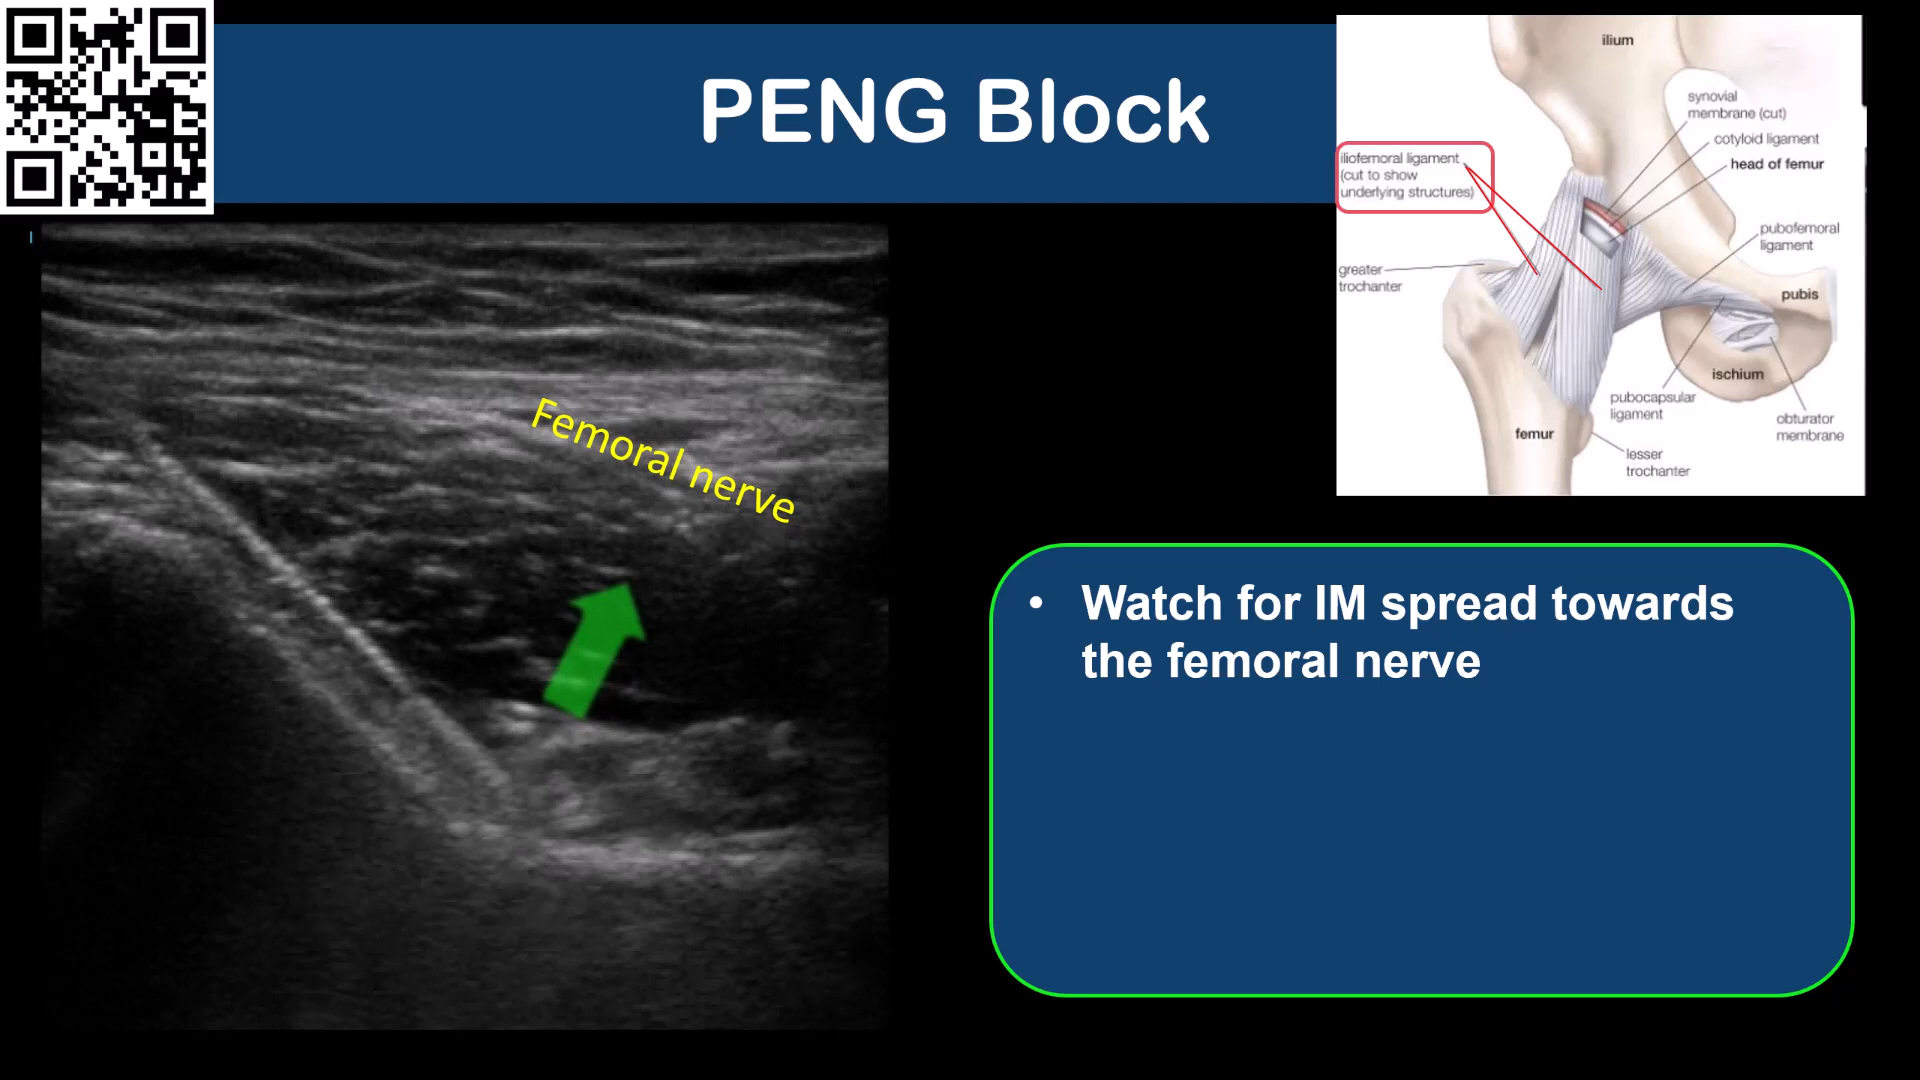 PENG Block
ilium
synovial
membrane (cut)
cotyloid ligament
head of femur
iliofemoral ligament
(cut to show
underlying structures)
pubofemoral
ligament
greater
trochanter
pubis
ischium
pubocapsular
ligament
obturator
membrane
femur
lesser
trochanter
Femoral nerve
• Watch for IM spread towards
the femoral nerve